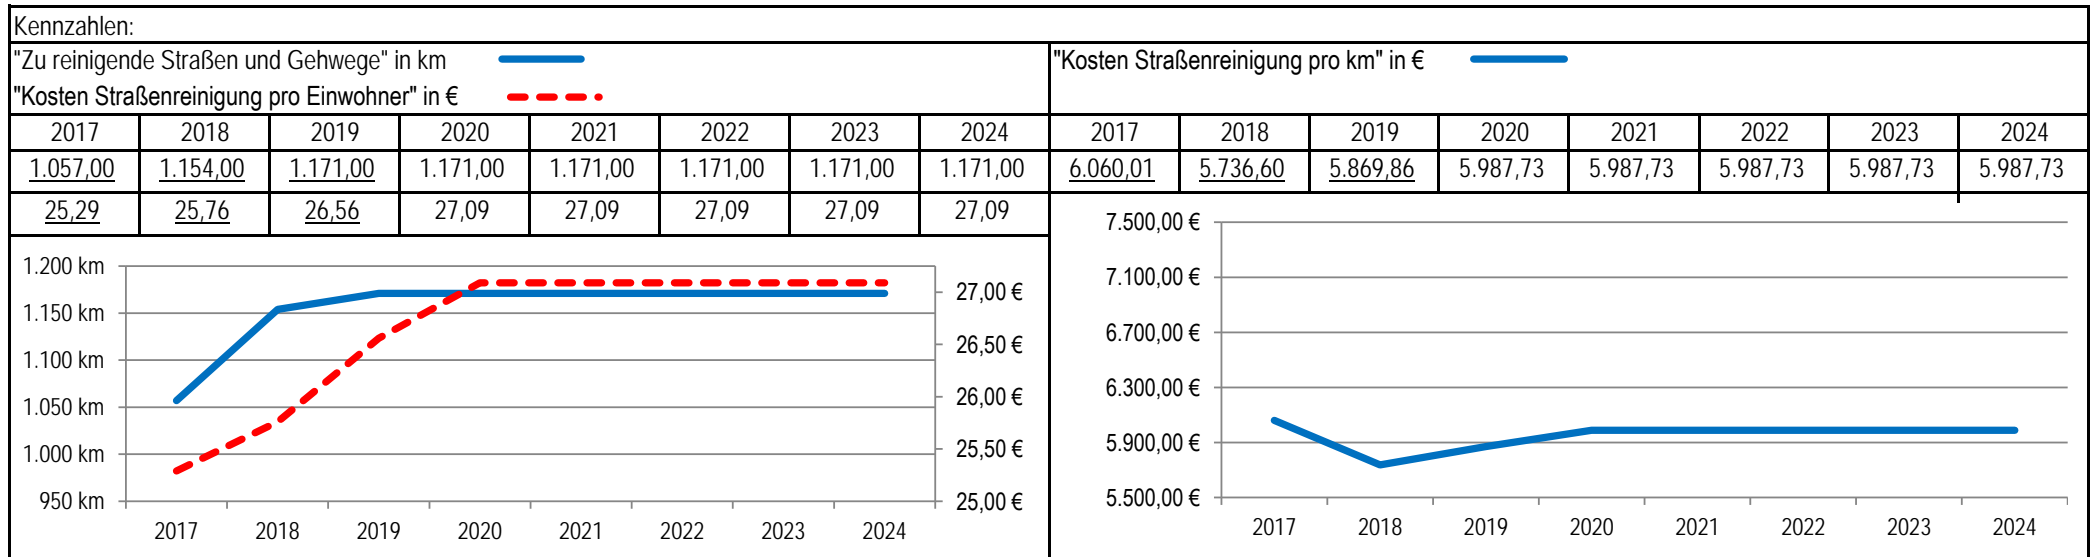 Kennzahlen:
"Zu reinigende Straßen und Gehwege" in km
"Kosten Straßenreinigung pro Einwohner" in €
2017 2018 2019 2020 2021 2022 2023 2024
1.057,00 1.154,00 1.171,00 1.171,00 1.171,00 1.171,00 1.171,00 1.171,00
25,29 25,76 26,56 27,09 27,09 27,09 27,09 27,09
1.200 km
1.150 km
1.100 km
1.050 km
1.000 km
950 km
27,00 €
26,50 €
26,00 €
25,50 €
25,00 €
2017 2018 2019 2020 2021 2022 2023 2024
"Kosten Straßenreinigung pro km" in €
2017 2018 2019 2020 2021 2022 2023 2024
6.060,01 5.736,60 5.869,86 5.987,73 5.987,73 5.987,73 5.987,73 5.987,73
7.500,00 €
7.100,00 €
6.700,00 €
6.300,00 €
5.900,00 €
5.500,00 €
2017 2018 2019 2020 2021 2022 2023 2024